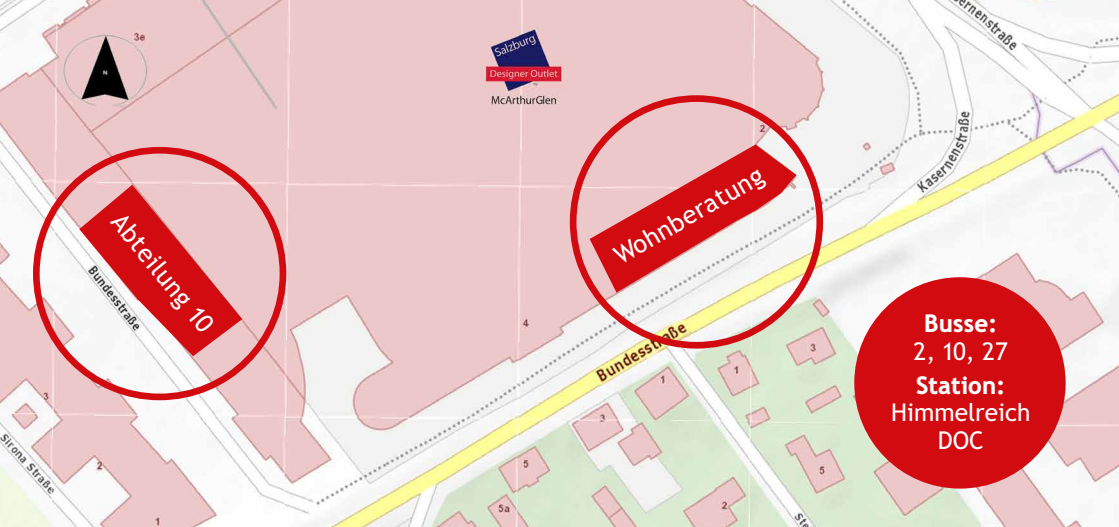 3e
N
Salzburg
Designer Outlet
McArthurGlen
Kasernenstraße
2
Wohnberatung
Abteilung 10
Bundesstraße
Kasernenstraße
4
Bundesstraße
Busse:
2, 10, 27
Station:
Himmelreich
DOC
3
1
1
3
3
Sirona Straße
2
5
5
5a
2
1